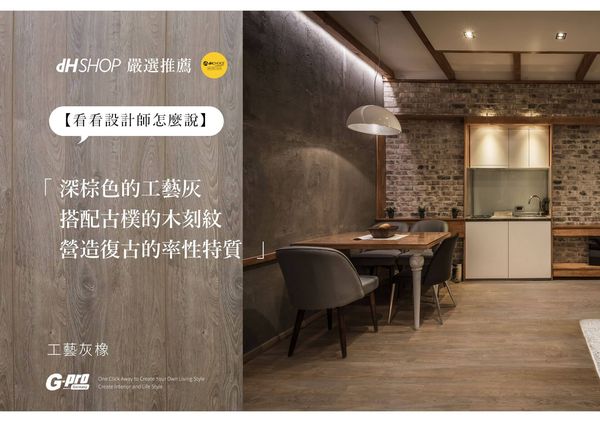 dH SHOP 嚴選推薦
【看看設計師怎麼說】
「深棕色的工藝灰
搭配古樸的木刻紋
營造復古的率性特質」
工藝灰橡
G-pro
One Click Away to Create Your Own Living Style
Create Interior and Life Style